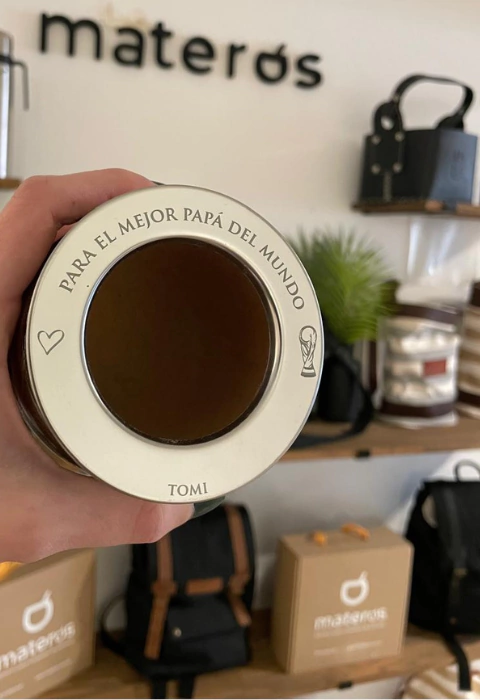 materos
PARA EL MEJOR PAPÁ DEL MUNDO
TOMI
materos
materos